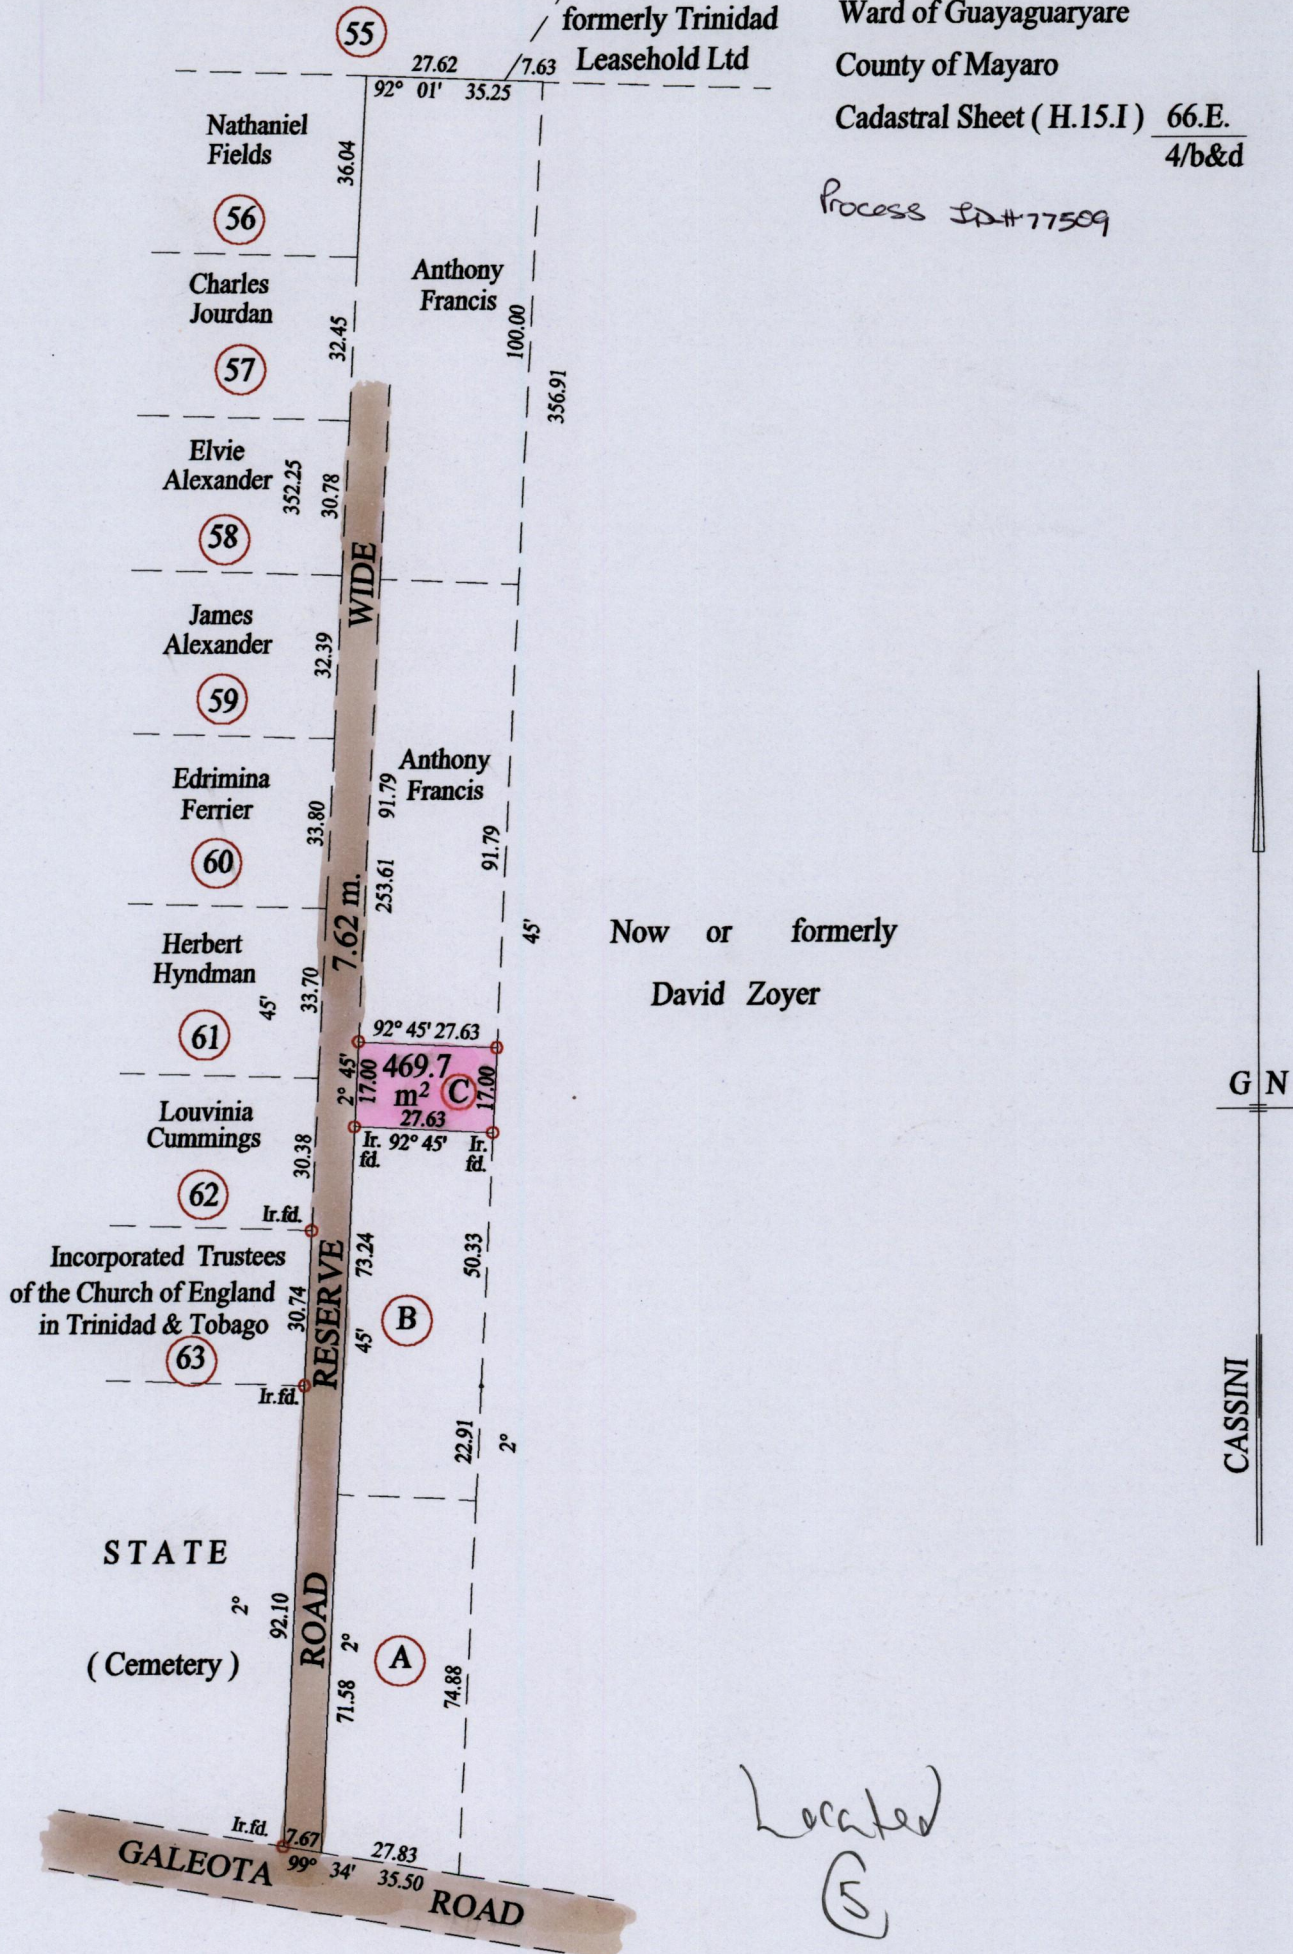 55
formerly Trinidad
Leasehold Ltd
Ward of Guayaguaryare
County of Mayaro
Cadastral Sheet ( H.15.I ) 66.E.
4/b&d
Process ID#77509
27.62
7.63
92° 01' 35.25
Nathaniel
Fields
56
36.04
Charles
Jourdan
57
32.45
Anthony
Francis
100.00
356.91
Elvie
Alexander
58
352.25
30.78
WIDE
James
Alexander
59
32.39
Edrimina
Ferrier
60
33.80
Anthony
Francis
91.79
253.61
91.79
7.62 m.
45'
Now or formerly
David Zoyer
Herbert
Hyndman
61
45'
33.70
92° 45' 27.63
2° 45'
17.00
469.7
m²
C
17.00
27.63
Ir.
fd.
92° 45'
Ir.
fd.
G N
Louvinia
Cummings
62
30.38
Ir.fd.
Incorporated Trustees
of the Church of England
in Trinidad & Tobago
63
30.74
Ir.fd.
RESERVE
73.24
45'
B
50.33
22.91
2°
CASSINI
STATE
2°
( Cemetery )
92.10
ROAD
2°
71.58
A
74.88
Located
5
Ir.fd.
7.67
27.83
99° 34' 35.50
GALEOTA ROAD